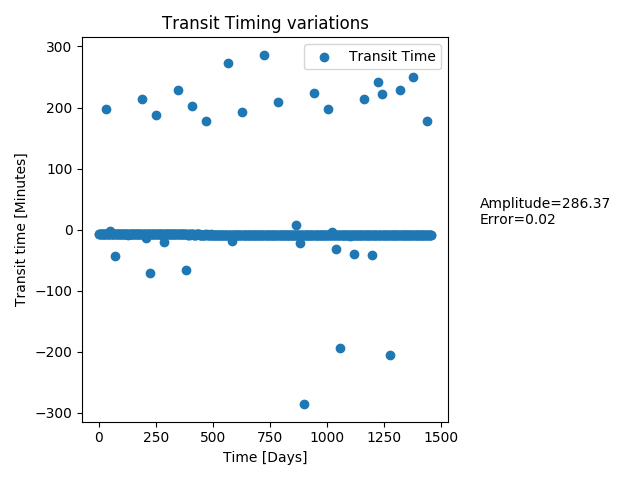 Transit Timing variations
Transit Time
300
200
100
0
−100
−200
−300
Transit time [Minutes]
0
250
500
750
1000
1250
1500
Time [Days]
Amplitude=286.37
Error=0.02